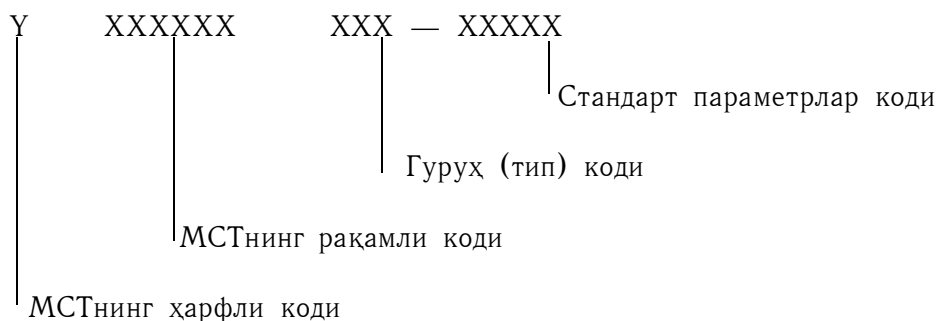 Y XXXXXX XXX — XXXXX
Стандарт параметрлар коди
Гуруҳ (тип) коди
МСТнинг рақамли коди
МСТнинг ҳарфли коди